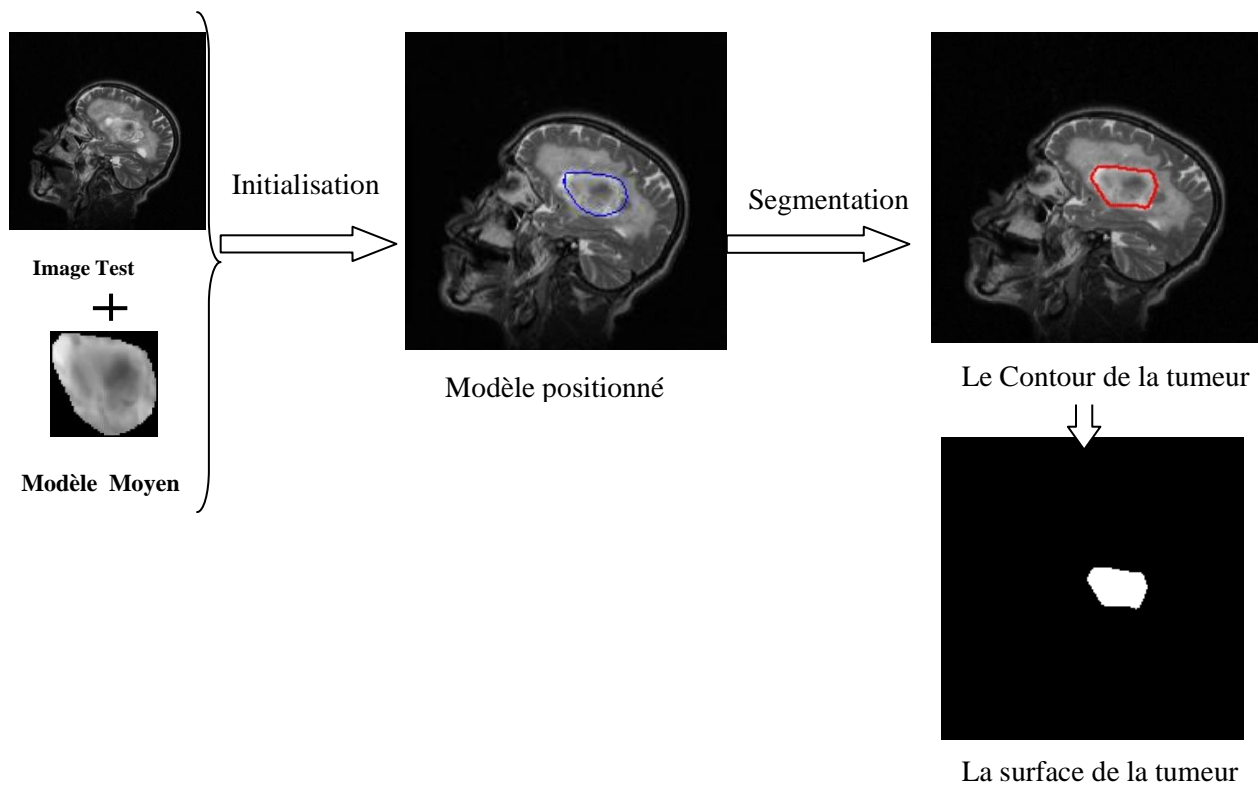 Image Test
+
Modèle Moyen
Initialisation
Modèle positionné
Segmentation
Le Contour de la tumeur
La surface de la tumeur